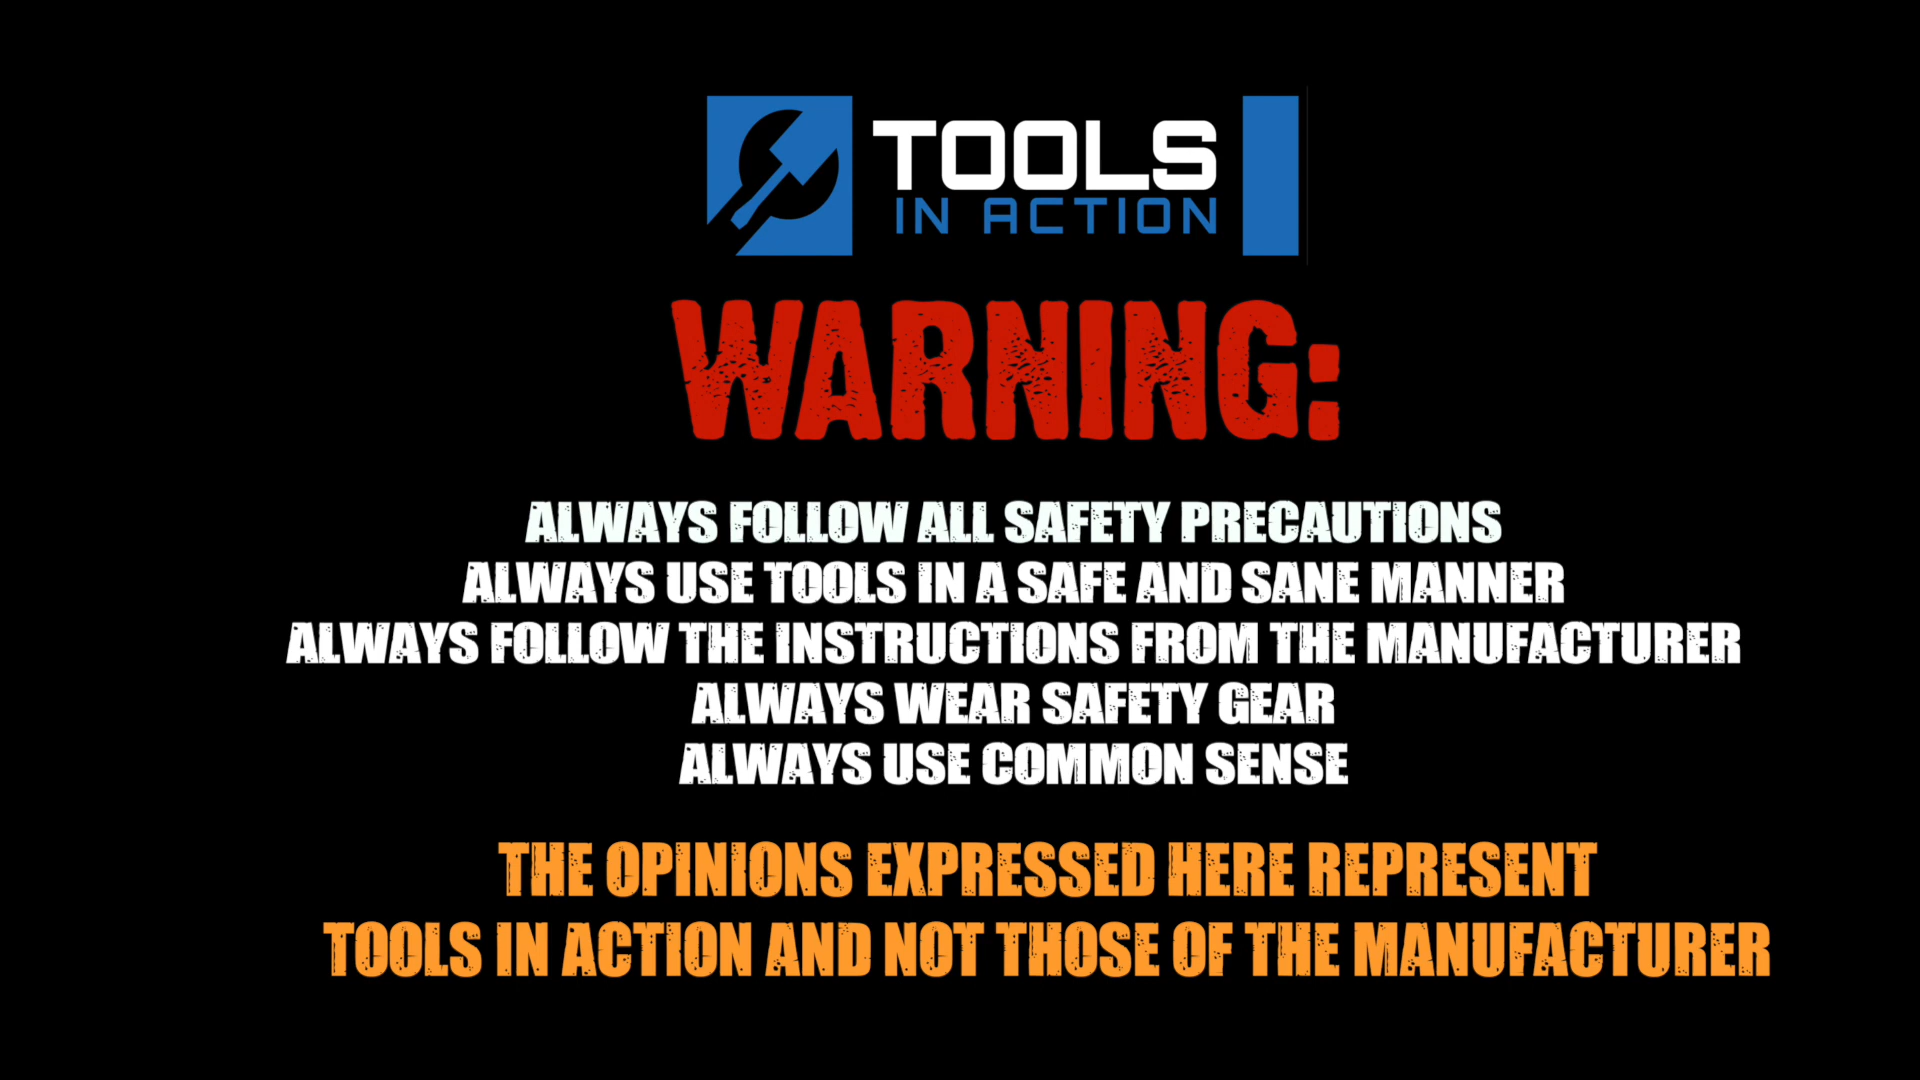 TOOLS
IN ACTION
WARNING:
ALWAYS FOLLOW ALL SAFETY PRECAUTIONS
ALWAYS USE TOOLS IN A SAFE AND SANE MANNER
ALWAYS FOLLOW THE INSTRUCTIONS FROM THE MANUFACTURER
ALWAYS WEAR SAFETY GEAR
ALWAYS USE COMMON SENSE
THE OPINIONS EXPRESSED HERE REPRESENT
TOOLS IN ACTION AND NOT THOSE OF THE MANUFACTURER